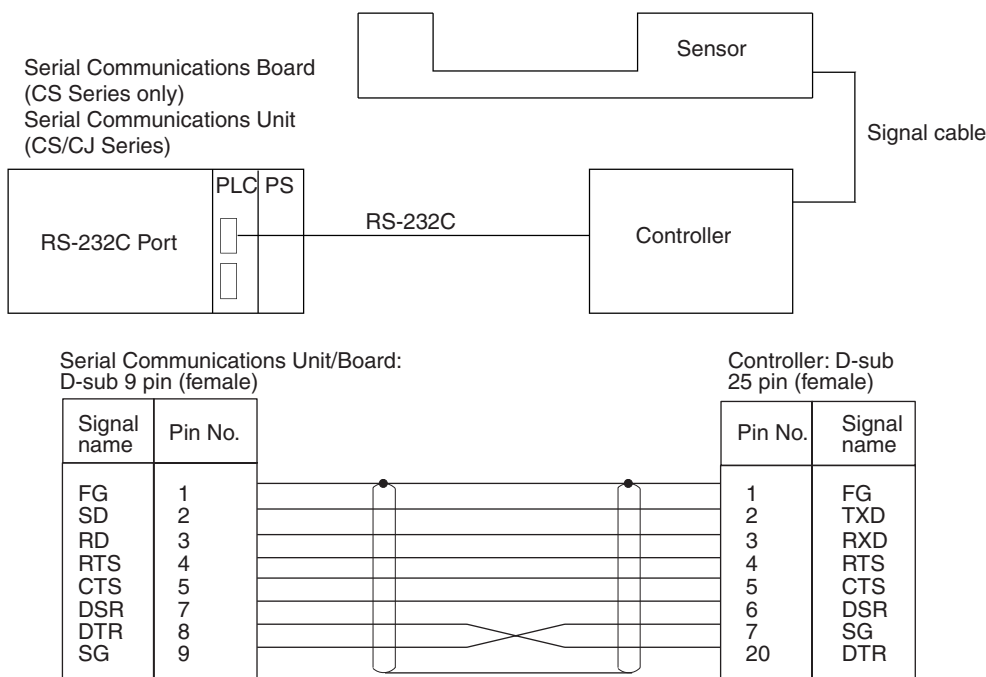 Sensor
Serial Communications Board
(CS Series only)
Serial Communications Unit
(CS/CJ Series)
Signal cable
PLC PS
RS-232C Port
RS-232C
Controller
Serial Communications Unit/Board:
D-sub 9 pin (female)
Controller: D-sub
25 pin (female)
Signal
name
Pin No.
Pin No.
Signal
name
FG 1 1 FG
SD 2 2 TXD
RD 3 3 RXD
RTS 4 4 RTS
CTS 5 5 CTS
DSR 7 6 DSR
DTR 8 7 SG
SG 9 20 DTR